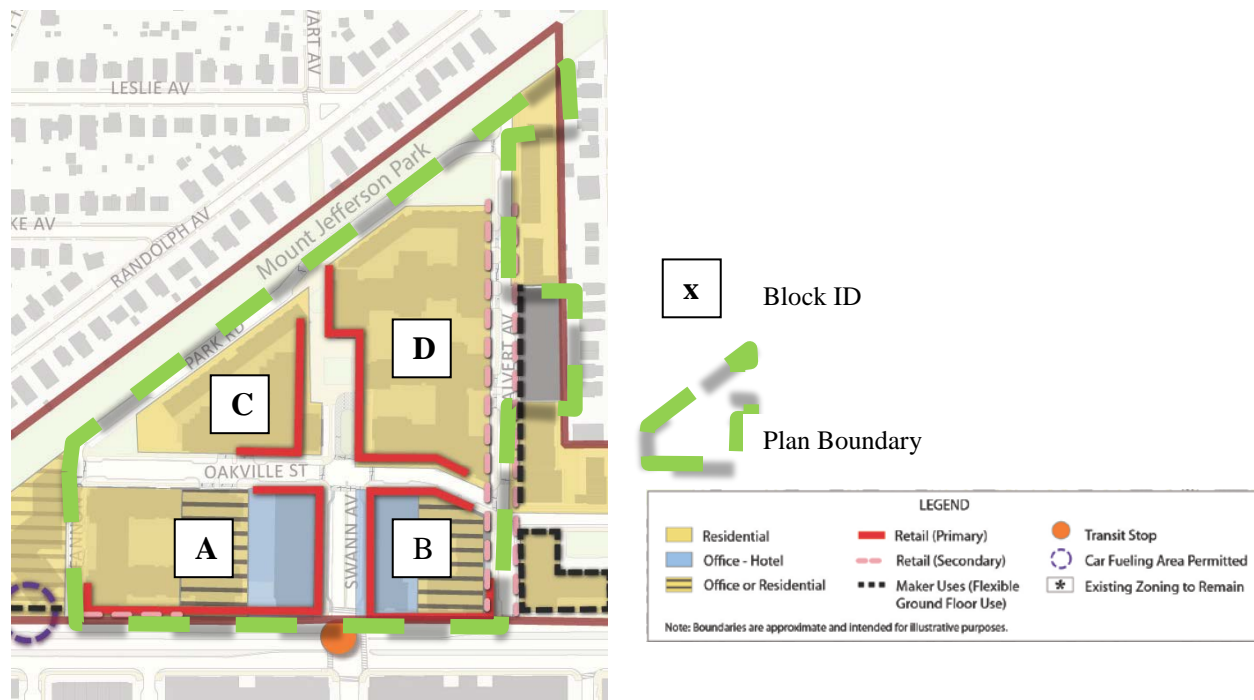 LESLIE AV
RANDOLPH AV
KE AV
Mount Jefferson Park
PARK RD
D
C
OAKVILLE ST
SWANN AV
A
B
x
Block ID
Plan Boundary
LEGEND
Residential
Office - Hotel
Office or Residential
Retail (Primary)
Retail (Secondary)
Maker Uses (Flexible
Ground Floor Use)
Transit Stop
Car Fueling Area Permitted
* Existing Zoning to Remain
Note: Boundaries are approximate and intended for illustrative purposes.